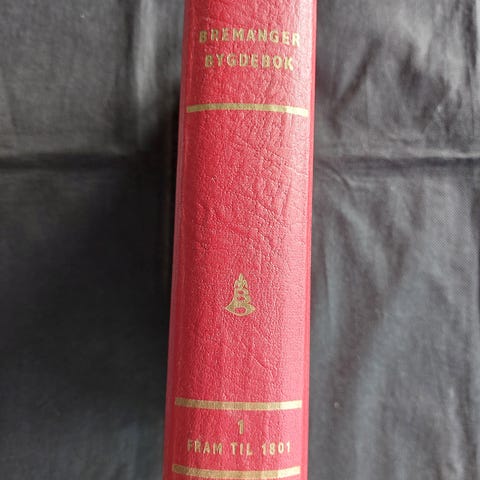 BREMANGER
BYGDEBOK
B
1
FRAM TIL 1801